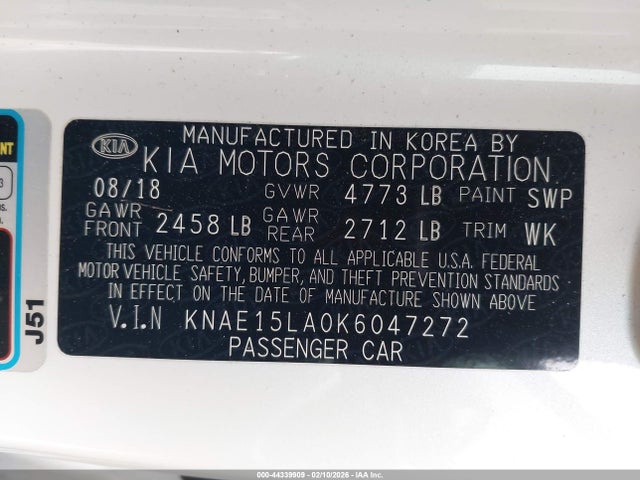 MANUFACTURED IN KOREA BY
KIA KIA MOTORS CORPORATION
08/18 GVWR 4773 LB PAINT SWP
GAWR FRONT 2458 LB GAWR REAR 2712 LB TRIM WK
THIS VEHICLE CONFORMS TO ALL APPLICABLE U.S.A. FEDERAL
MOTOR VEHICLE SAFETY, BUMPER, AND THEFT PREVENTION STANDARDS
IN EFFECT ON THE DATE OF MANUFACTURE SHOWN ABOVE
V.I.N KNAE15LA0K6047272
PASSENGER CAR
J51
000-44339909 - 02/10/2026 - IAA Inc.